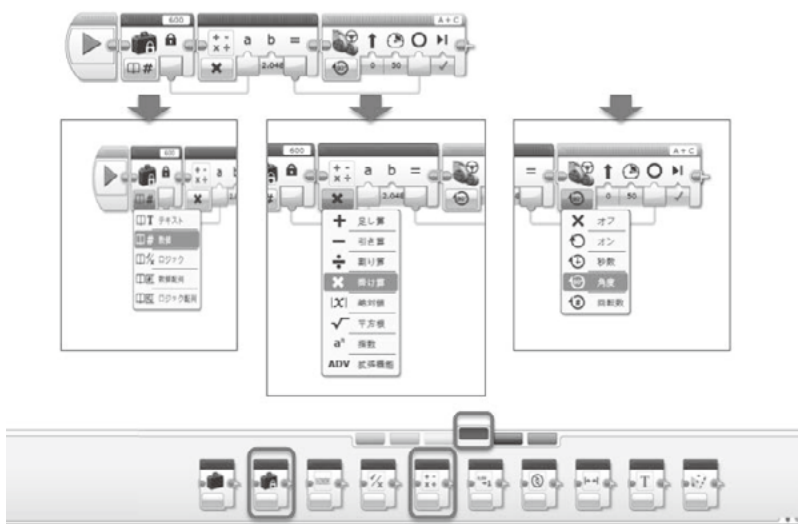 600
A+C
a b =
2.048
0 50
600
# 数値
T テキスト
# 数値
ロジック
数値配列
ロジック配列
600
a b =
2.048
足し算
引き算
割り算
掛け算
|X| 絶対値
平方根
aⁿ 指数
ADV 拡張機能
A+C
=
0 50
オフ
オン
秒数
角度
# 回転数
T